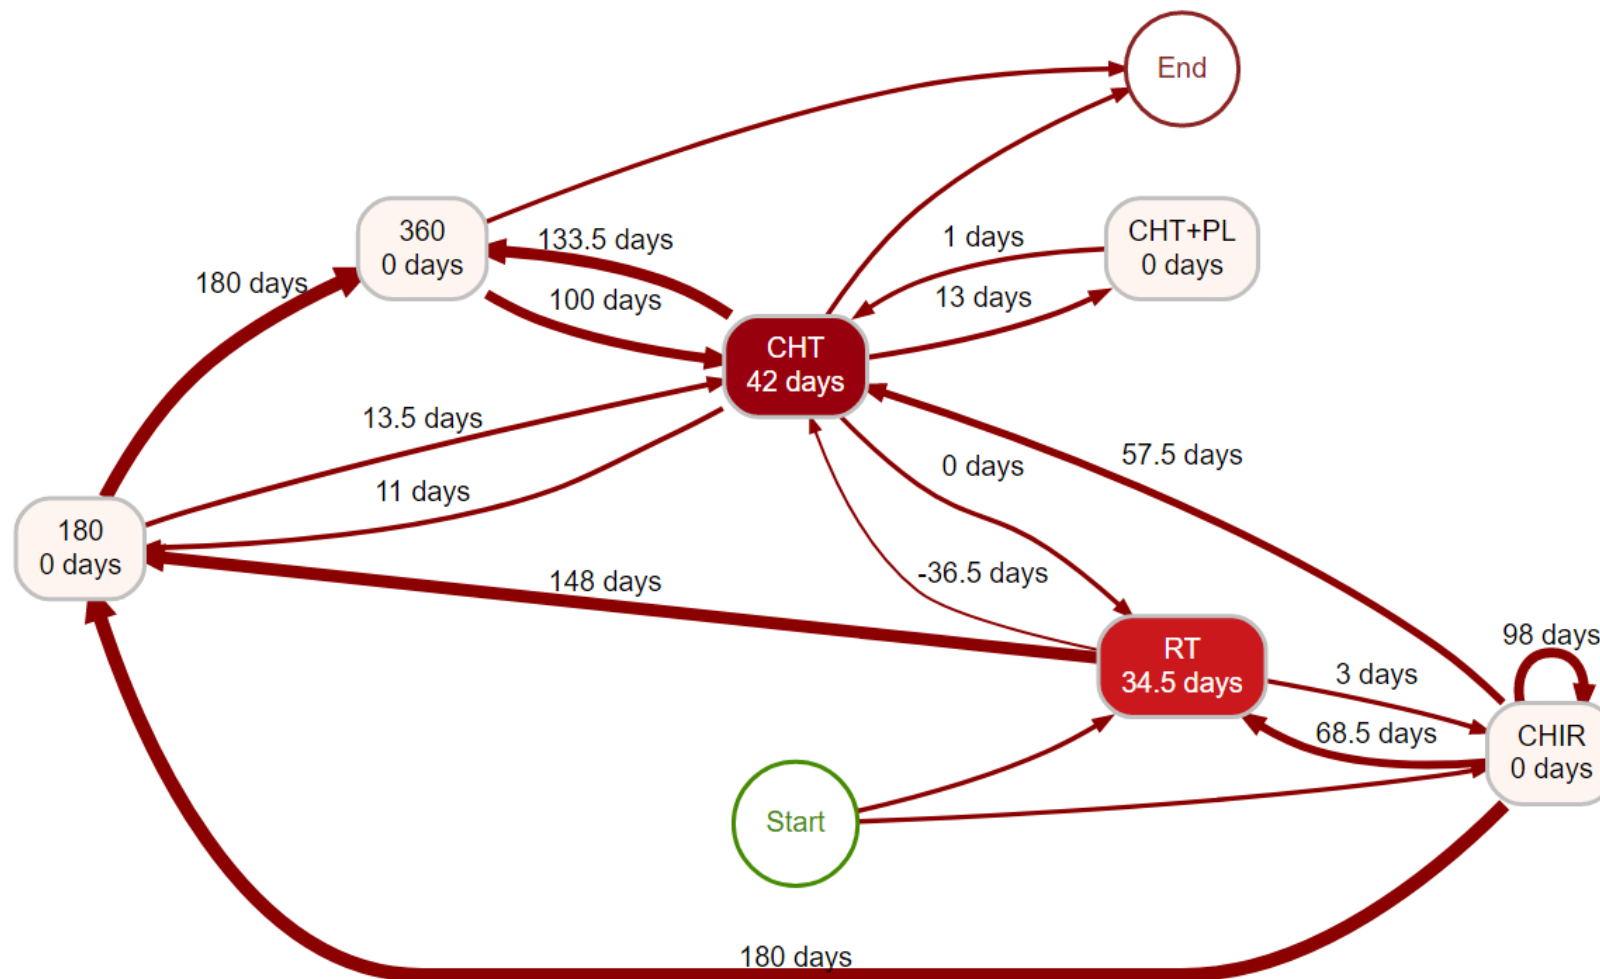 End
360
0 days
133.5 days
1 days
CHT+PL
0 days
180 days
100 days
13 days
CHT
42 days
13.5 days
0 days
57.5 days
11 days
180
0 days
148 days
-36.5 days
RT
34.5 days
98 days
3 days
68.5 days
CHIR
0 days
Start
180 days